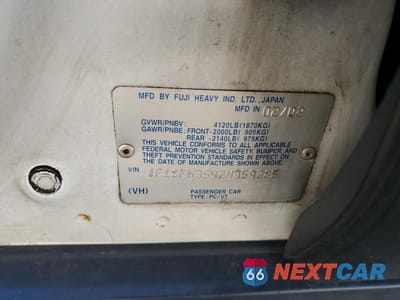 MFD BY FUJI HEAVY IND. LTD. JAPAN
MFD IN 02/02
GVWR/PNBV 4120LB(1870KG)
GAWR/PNBE: FRONT-2000LB( 905KG)
REAR -2140LB( 975KG)
THIS VEHICLE CONFORMS TO ALL APPLICABLE
FEDERAL MOTOR VEHICLE SAFETY, BUMPER, AND
THEFT PREVENTION STANDARDS IN EFFECT ON
THE DATE OF MANUFACTURE SHOWN ABOVE
VIN
(VH) PASSENGER CAR
TYPE: PC/VT
66 NEXTCAR